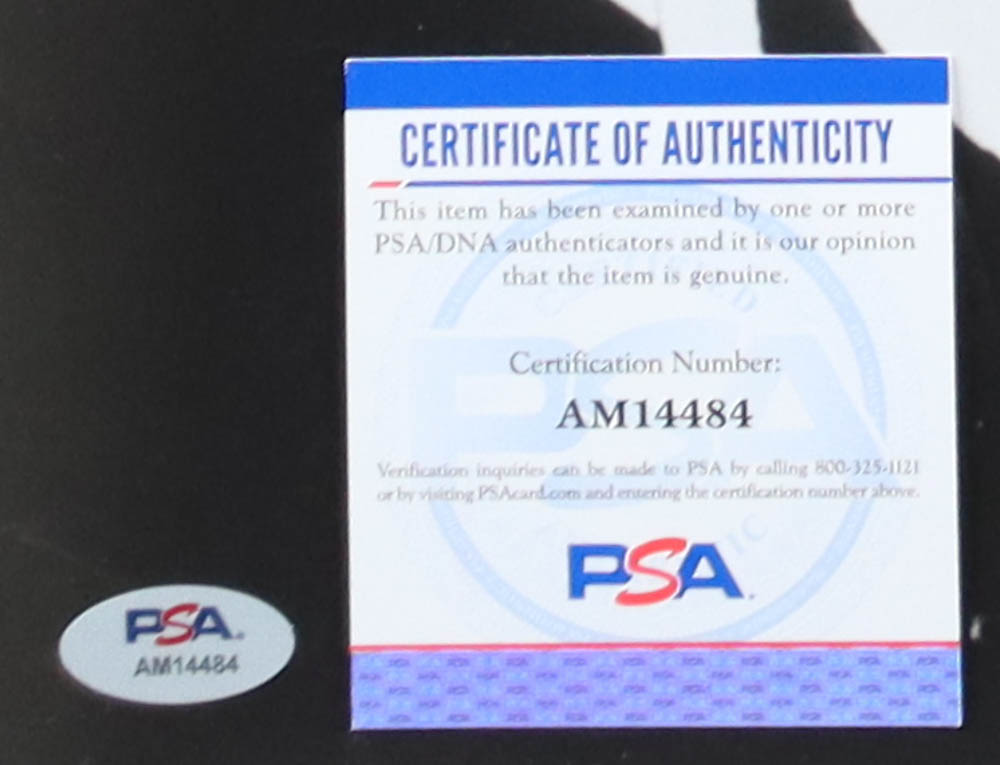 CERTIFICATE OF AUTHENTICITY
This item has been examined by one or more
PSA/DNA authenticators and it is our opinion
that the item is genuine.
Certification Number:
AM14484
Verification inquiries can be made to PSA by calling 800-325-1121
or by visiting PSAcard.com and entering the certification number above.
PSA.
PSA.
AM14484